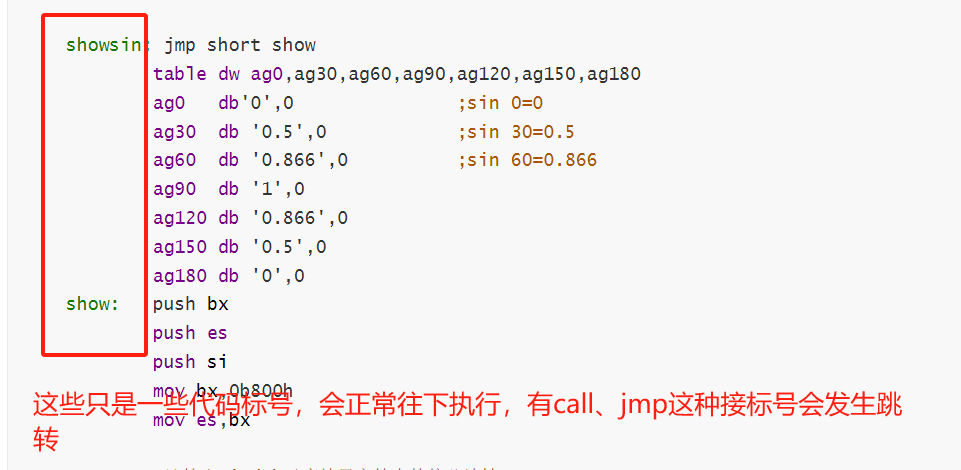 showsin: jmp short show
table dw ag0,ag30,ag60,ag90,ag120,ag150,ag180
ag0 db'0',0 ;sin 0=0
ag30 db '0.5',0 ;sin 30=0.5
ag60 db '0.866',0 ;sin 60=0.866
ag90 db '1',0
ag120 db '0.866',0
ag150 db '0.5',0
ag180 db '0',0
show: push bx
push es
push si
mov bx,0b800h
这些只是一些代码标号，会正常往下执行，有call、jmp这种接标号会发生跳
mov es,bx
转